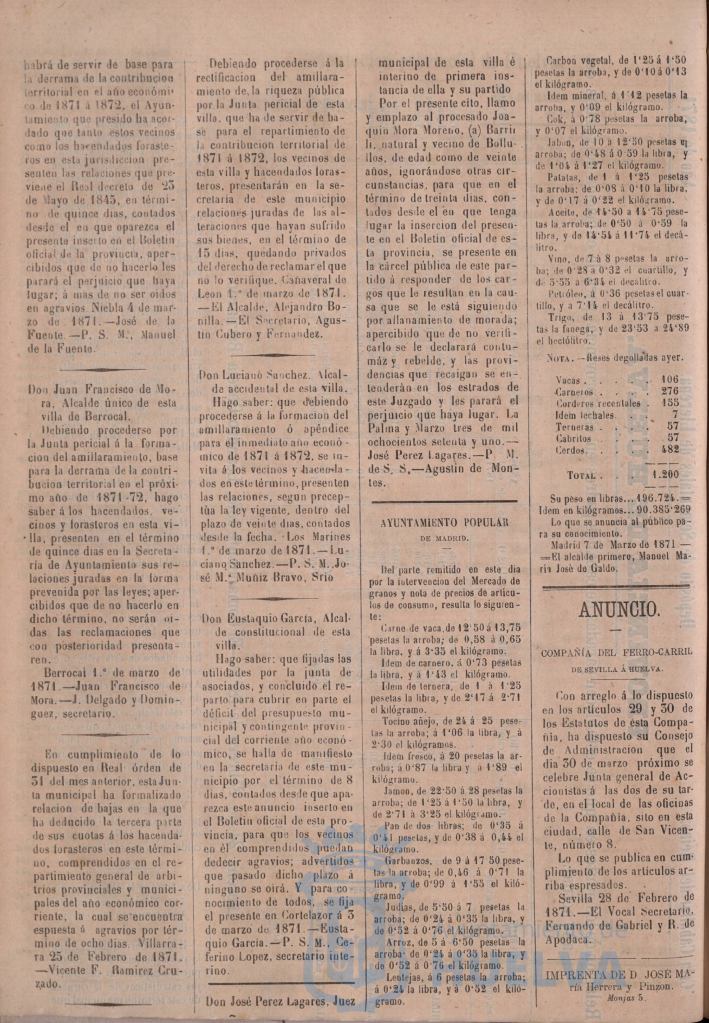 habrá de servir de base para
la derrama de la contribucion
territorial en el año económi
co de 1871 á 1872, el Ayun-
tamiento que presido ha acor-
dado que tanto estos vecinos
como los hacendados foraste-
ros en esta jurisdiccion pre-
senten las relaciones que pre-
viene el Real decreto de 23
de Mayo de 1845, en térmi-
no de quince dias, contados
desde el en que aparezca el
presente inserto en el Boletin
oficial de la provincia, aper-
cibidos que de no hacerlo les
parará el perjuicio que haya
lugar; á mas de no ser oidos
en agravios Niebla 4 de mar-
zo de 1871.—José de la
Fuente.—P. S. M., Manuel
de la Fuente.
Don Juan Francisco de Mo-
ra, Alcalde único de esta
villa de Berrocal.
Debiendo procederse por
la Junta pericial á la forma-
cion del amillaramiento, base
para la derrama de la contri-
bucion territorial en el próxi
mo año de 1871-72, hago
saber á los hacendados, ve-
cinos y forasteros en esta vi-
lla, presenten en el término
de quince dias en la Secreta-
ría de Ayuntamiento sus re-
laciones juradas en la forma
prevenida por las leyes; aper-
cibidos que de no hacerlo en
dicho término, no serán oi-
das las reclamaciones que
con posterioridad presenta-
ren.
Berrocal 1.º de marzo de
1871.—Juan Francisco de
Mora.—J. Delgado y Domin-
guez, secretario.
En cumplimiento de lo
dispuesto en Real órden de
31 del mes anterior, esta Jun
ta municipal ha formalizado
relacion de bajas en la que
ha deducido la tercera parte
de sus cuotas á los hacenda
dos forasteros en este térmi-
no, comprendidos en el re-
partimiento general de arbi-
trios provinciales y munici-
pales del año económico cor-
riente, la cual se encuentra
espuesta á agravios por tér-
mino de ocho dias. Villarra-
sa 25 de Febrero de 1871.
—Vicente F. Ramirez Cru-
zado.
Debiendo procederse á la
rectificacion del amillara-
miento de la riqueza pública
por la Junta pericial de esta
villa, que ha de servir de ba-
se para el repartimiento de
la contribucion territorial de
1871 á 1872, los vecinos de
esta villa y hacendados foras-
teros, presentarán en la se-
cretaría de este municipio
relaciones juradas de las al-
teraciones que hayan sufrido
sus bienes, en el término de
15 dias, quedando privados
del derecho de reclamar el que
no lo verifique. Cañaveral de
Leon 1.º de marzo de 1871.
—El Alcalde, Alejandro Bo-
nilla.—El Secretario, Agus-
tin Cubero y Fernandez.
Don Luciano Sanchez, Alcal-
de accidental de esta villa.
Hago saber: que debiendo
procederse á la formacion del
amillaramiento ó apéndice
para el inmediato año econó-
mico de 1871 á 1872, se in-
vita á los vecinos y hacenda-
dos en este término, presenten
las relaciones, segun precep-
túa la ley vigente, dentro del
plazo de veinte dias, contados
desde la fecha. Los Marines
1.º de marzo de 1871.—Lu-
ciano Sanchez.—P. S. M., Jo-
sé M.ª Muñiz Bravo, Srio
Don Eustaquio García, Alcal-
de constitucional de esta
villa.
Hago saber: que fijadas las
utilidades por la junta de
asociados, y concluido el re-
parto para cubrir en parte el
déficit del presupuesto mu-
nicipal y contingente provin-
cial del corriente año econó-
mico, se halla de manifiesto
en la secretaría de este mu-
nicipio por el término de 8
dias, contados desde que apa-
rezca este anuncio inserto en
el Boletin oficial de esta pro-
vincia, para que los vecinos
en él comprendidos puedan
dedecir agravios; advertidos
que pasado dicho plazo á
ninguno se oirá. Y para co-
nocimiento de todos, se fija
el presente en Cortelazor á 3
de marzo de 1871.—Eusta-
quio García.—P. S. M., Ce-
ferino Lopez, secretario inte-
rino.
Don José Perez Lagares, Juez
municipal de esta villa é
interino de primera ins-
tancia de ella y su partido
Por el presente cito, llamo
y emplazo al procesado Joa-
quin Mora Moreno, (a) Barri-
li, natural y vecino de Bollu-
llos, de edad como de veinte
años, ignorándose otras cir-
cunstancias, para que en el
término de treinta dias, con-
tados desde el en que tenga
lugar la insercion del presen-
te en el Boletin oficial de es-
ta provincia, se presente en
la cárcel pública de este par-
tido á responder de los car-
gos que le resultan en la cau-
sa que se le está siguiendo
por allanamiento de morada;
apercibido que de no verifi-
carlo se le declarará contu-
máz y rebelde, y las provi-
dencias que recaigan se en-
tenderán en los estrados de
este Juzgado y les parará el
perjuicio que haya lugar. La
Palma y Marzo tres de mil
ochocientos setenta y uno.—
José Perez Lagares.—P. M.
de S. S.—Agustin de Mon-
tes.
AYUNTAMIENTO POPULAR
DE MADRID.
Del parte remitido en este dia
por la intervencion del Mercado de
granos y nota de precios de artícu-
los de consumo, resulta lo siguien-
te:
Carne de vaca, de 12'50 á 13,75
pesetas la arroba; de 0,58 á 0,65
la libra, y á 3'35 el kilógramo.
Idem de carnero, á 0'73 pesetas
la libra, y á 1'43 el kilógramo.
Idem de ternera, de 1 á 1'25
pesetas la libra, y de 2'17 á 2'71
el kilógramo.
Tocino añejo, de 24 á 25 pese-
tas la arroba; á 1'06 la libra, y á
2'30 el kilógramos.
Idem fresco, á 20 pesetas la ar-
roba; á 0'87 la libra y á 1'89 el
kilógramo.
Jamon, de 22'50 á 28 pesetas la
arroba; de 1'25 á 1'50 la libra, y
de 2'71 á 3'25 el kilógramo.
Pan de dos libras; de 0'35 á
0'41 pesetas, y de 0'38 á 0,44 el
kilógramo.
Garbanzos, de 9 á 17 50 pese-
tas la arroba; de 0,46 á 0'71 la
libra, y de 0'99 á 1'55 el kiló-
gramo.
Judías, de 5'50 á 7 pesetas la
arroba; de 0'24 á 0'35 la libra, y
de 0'52 á 0'76 el kilógramo.
Arroz, de 5 á 6'50 pesetas la
arroba; de 0'24 á 0'35 la libra, y
de 0'52 á 0'76 el kilógramo.
Lentejas, á 6 pesetas la arroba;
á 0'24 la libra, y á 0'52 el kiló-
gramo.
Carbon vegetal, de 1'25 á 1'50
pesetas la arroba, y de 0'10 á 0'13
el kilógramo.
Idem mineral, á 1'12 pesetas la
arroba, y 0'09 el kilógramo.
Cok, á 0'78 pesetas la arroba,
y 0'07 el kilógramo.
Jabon, de 10 á 12'50 pesetas la
arroba; de 0'48 á 0'59 la libra, y
de 1'04 á 1'27 el kilógramo.
Patatas, de 1 á 1'25 pesetas
la arroba: de 0'08 á 0'10 la libra,
y de 0'17 á 0'22 el kilógramo.
Aceite, de 14'50 á 14'75 pese-
tas la arroba; de 0'50 á 0'59 la
libra, y de 11'54 á 11'74 el decá-
litro.
Vino, de 7 á 8 pesetas la arro-
ba; de 0'28 á 0'32 el cuartillo, y
de 5'55 á 6'34 el decalitro.
Petróleo, á 0'36 pesetas el cuar-
tillo, y á 7'14 el decálitro.
Trigo, de 13 á 13'75 pese-
tas la fanega, y de 23'53 á 24'89
el hectólitro.
NOTA.—Reses degolladas ayer.
Vacas . . . . 106
Carneros . . . . 276
Corderos recentales . 155
Idem lechales. . . 7
Terneras . . . . 57
Cabritos . . . . 57
Cerdos. . . . . 482
TOTAL . . . 1.200
Su peso en libras... 196.724.=
Idem en kilógramos... 90.385'269
Lo que se anuncia al público pa-
ra su conocimiento.
Madrid 7 de Marzo de 1871 —
=El alcalde primero, Manuel Ma-
rin José de Galdo.
ANUNCIO.
COMPAÑÍA DEL FERRO-CARRIL
DE SEVILLA Á HUELVA.
Con arreglo á lo dispuesto
en los artículos 29 y 30 de
los Estatutos de esta Compa-
ñía, ha dispuesto su Consejo
de Administracion que el
dia 30 de marzo próximo se
celebre Junta general de Ac-
cionistas á las dos de su tar-
de, en el local de las oficinas
de la Compañía, sito en esta
ciudad, calle de San Vicen-
te, número 8.
Lo que se publica en cum-
plimiento de los artículos ar-
riba espresados.
Sevilla 28 de Febrero de
1871.—El Vocal Secretario,
Fernando de Gabriel y R. de
Apodaca.
IMPRENTA DE D JOSÉ MA-
ría Herrera y Pinzon.
Monjas 5.
HUELVA